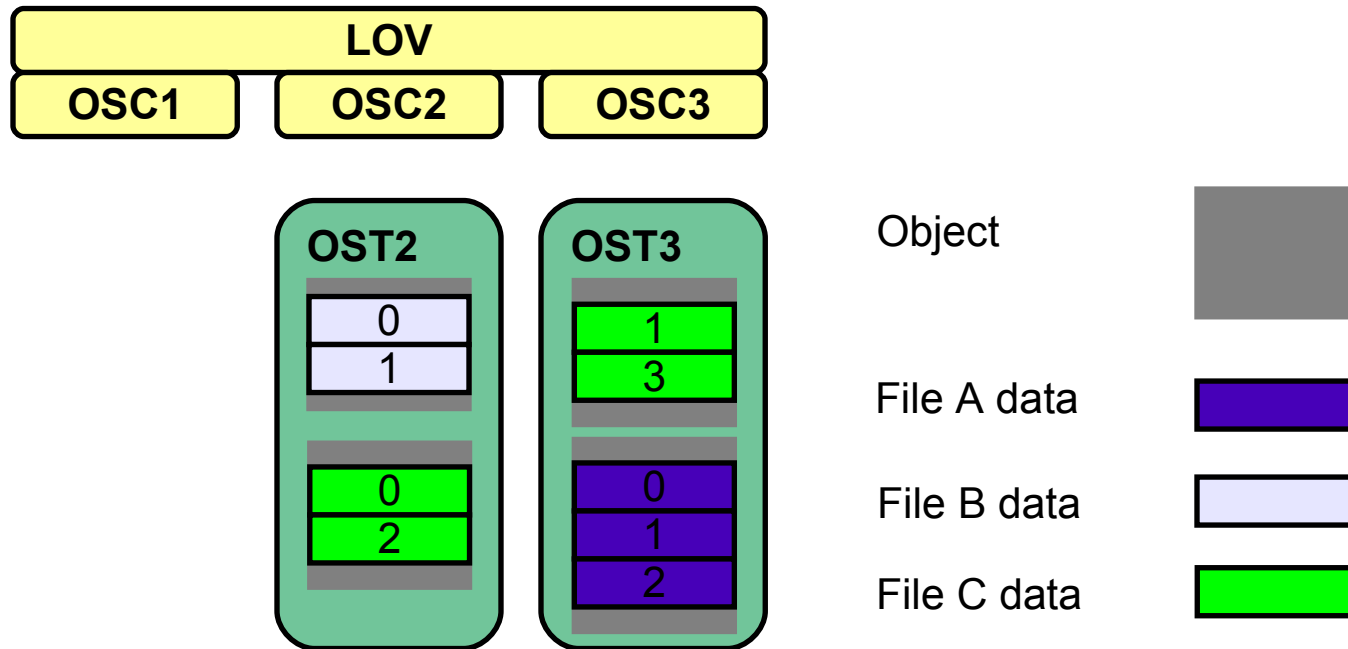 LOV
OSC1 OSC2 OSC3
OST2
0
1
0
2
OST3
1
3
0
1
2
Object
File A data
File B data
File C data